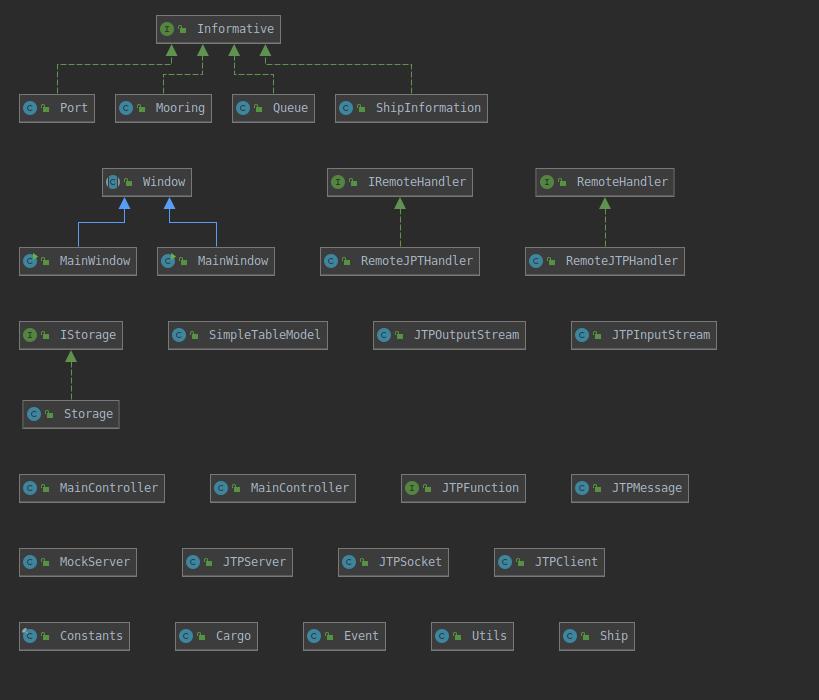 Informative
Port Mooring Queue ShipInformation
Window IRemoteHandler RemoteHandler
MainWindow MainWindow RemoteJPTHandler RemoteJTPHandler
IStorage SimpleTableModel JTPOutputStream JTPInputStream
Storage
MainController MainController JTPFunction JTPMessage
MockServer JTPServer JTPSocket JTPClient
Constants Cargo Event Utils Ship